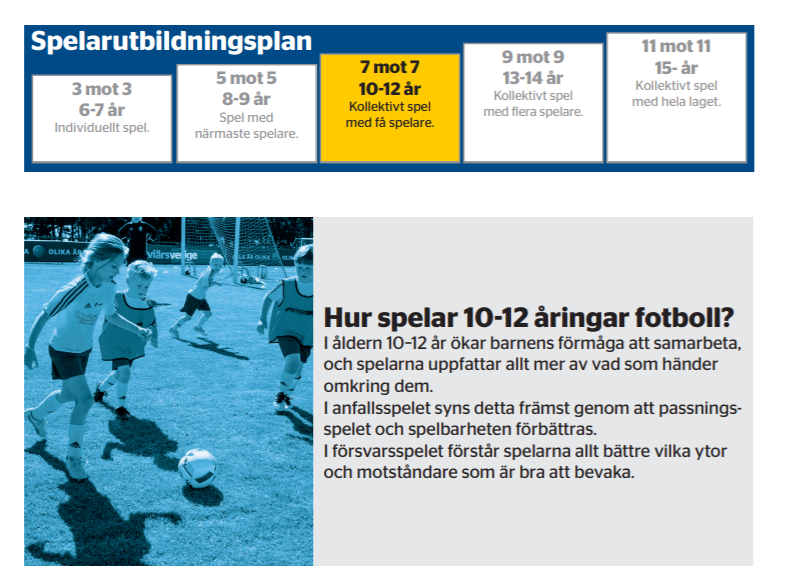 Spelarutbildningsplan
3 mot 3
6-7 år
Individuellt spel.
5 mot 5
8-9 år
Spel med
närmaste spelare.
7 mot 7
10-12 år
Kollektivt spel
med få spelare.
9 mot 9
13-14 år
Kollektivt spel
med flera spelare.
11 mot 11
15- år
Kollektivt spel
med hela laget.
OLIKA ÅR
vlärsverige
OLIKA
Hur spelar 10-12 åringar fotboll?
I åldern 10–12 år ökar barnens förmåga att samarbeta,
och spelarna uppfattar allt mer av vad som händer
omkring dem.
I anfallsspelet syns detta främst genom att passnings-
spelet och spelbarheten förbättras.
I försvarsspelet förstår spelarna allt bättre vilka ytor
och motståndare som är bra att bevaka.